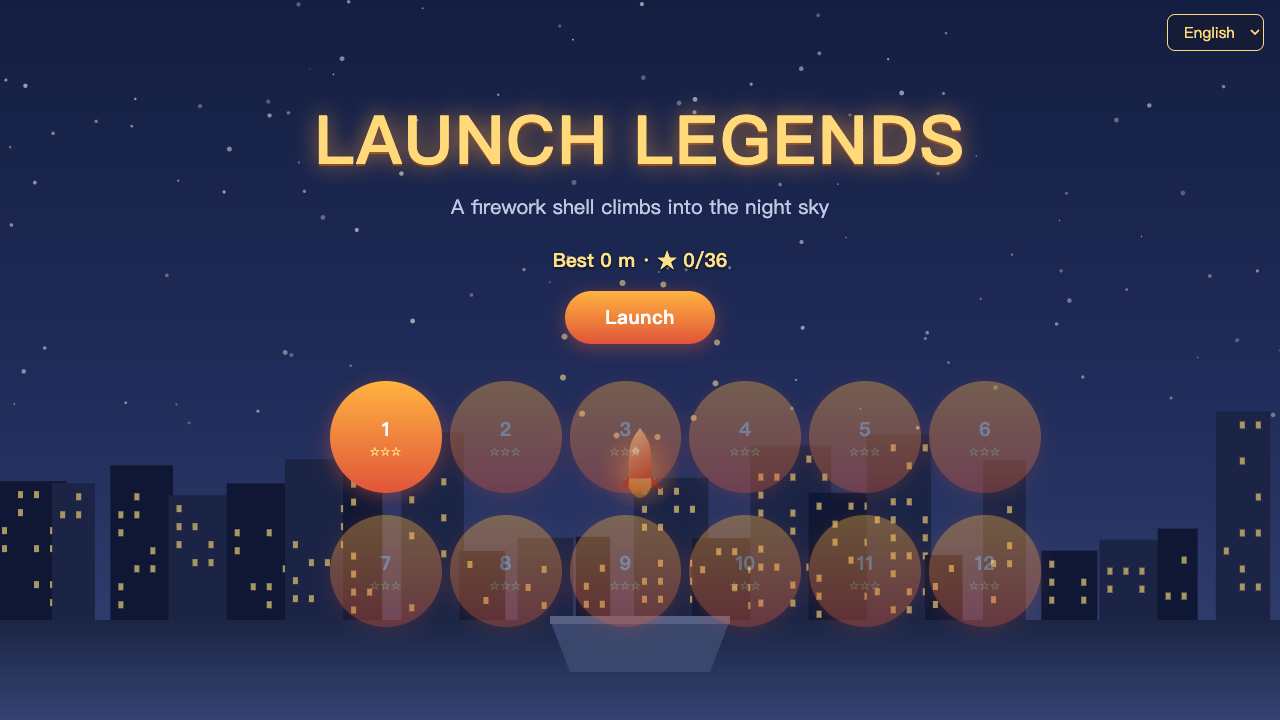 English
LAUNCH LEGENDS
A firework shell climbs into the night sky
Best 0 m · ★ 0/36
Launch
1 2 3 4 5 6
☆☆☆ ☆☆☆ ☆☆☆ ☆☆☆ ☆☆☆ ☆☆☆
7 8 9 10 11 12
☆☆☆ ☆☆☆ ☆☆☆ ☆☆☆ ☆☆☆ ☆☆☆